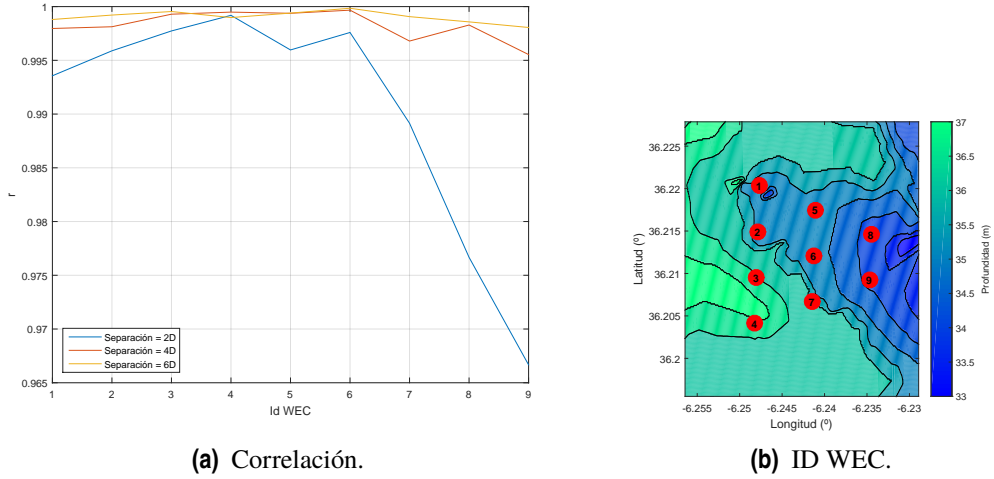 1
0.995
0.99
0.985
0.98
0.975
0.97
0.965
r
Separación = 2D
Separación = 4D
Separación = 6D
1 2 3 4 5 6 7 8 9
Id WEC
(a) Correlación.
36.225
36.22
36.215
36.21
36.205
36.2
Latitud (º)
1
5
2
8
6
3
9
7
4
-6.255 -6.25 -6.245 -6.24 -6.235 -6.23
Longitud (º)
37
36.5
36
35.5
35
34.5
34
33.5
33
Profundidad (m)
(b) ID WEC.